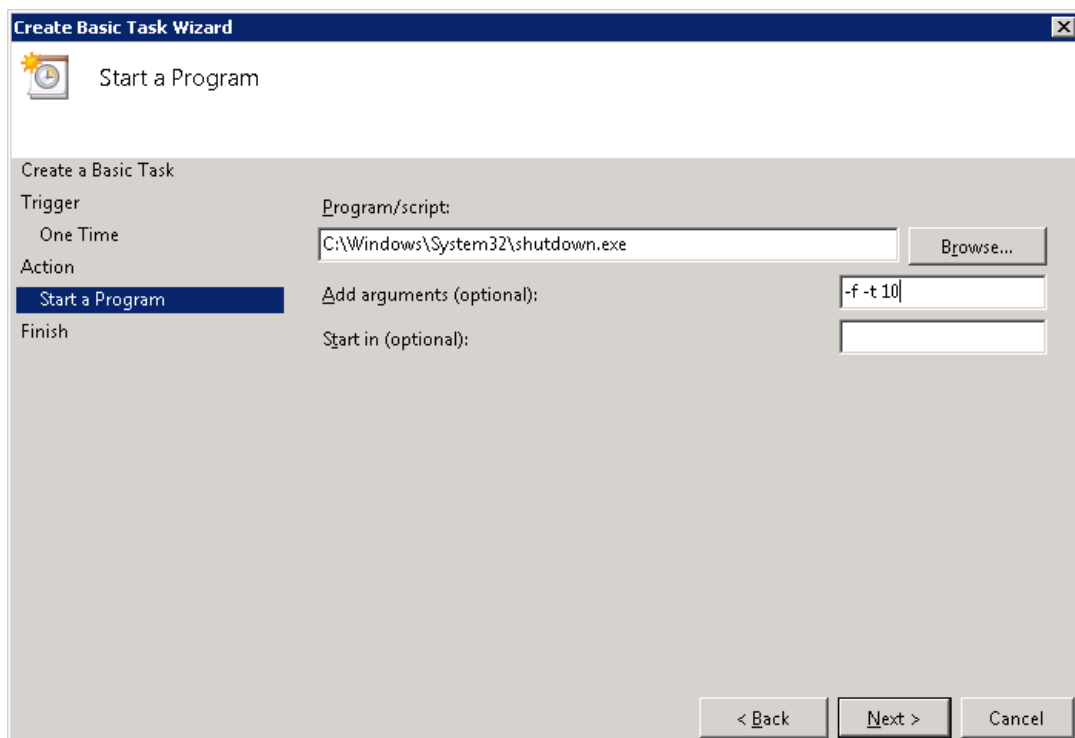 Create Basic Task Wizard
Start a Program
Create a Basic Task
Trigger
One Time
Action
Start a Program
Finish
Program/script:
C:\Windows\System32\shutdown.exe
Browse...
Add arguments (optional):
-f -t 10
Start in (optional):
< Back
Next >
Cancel